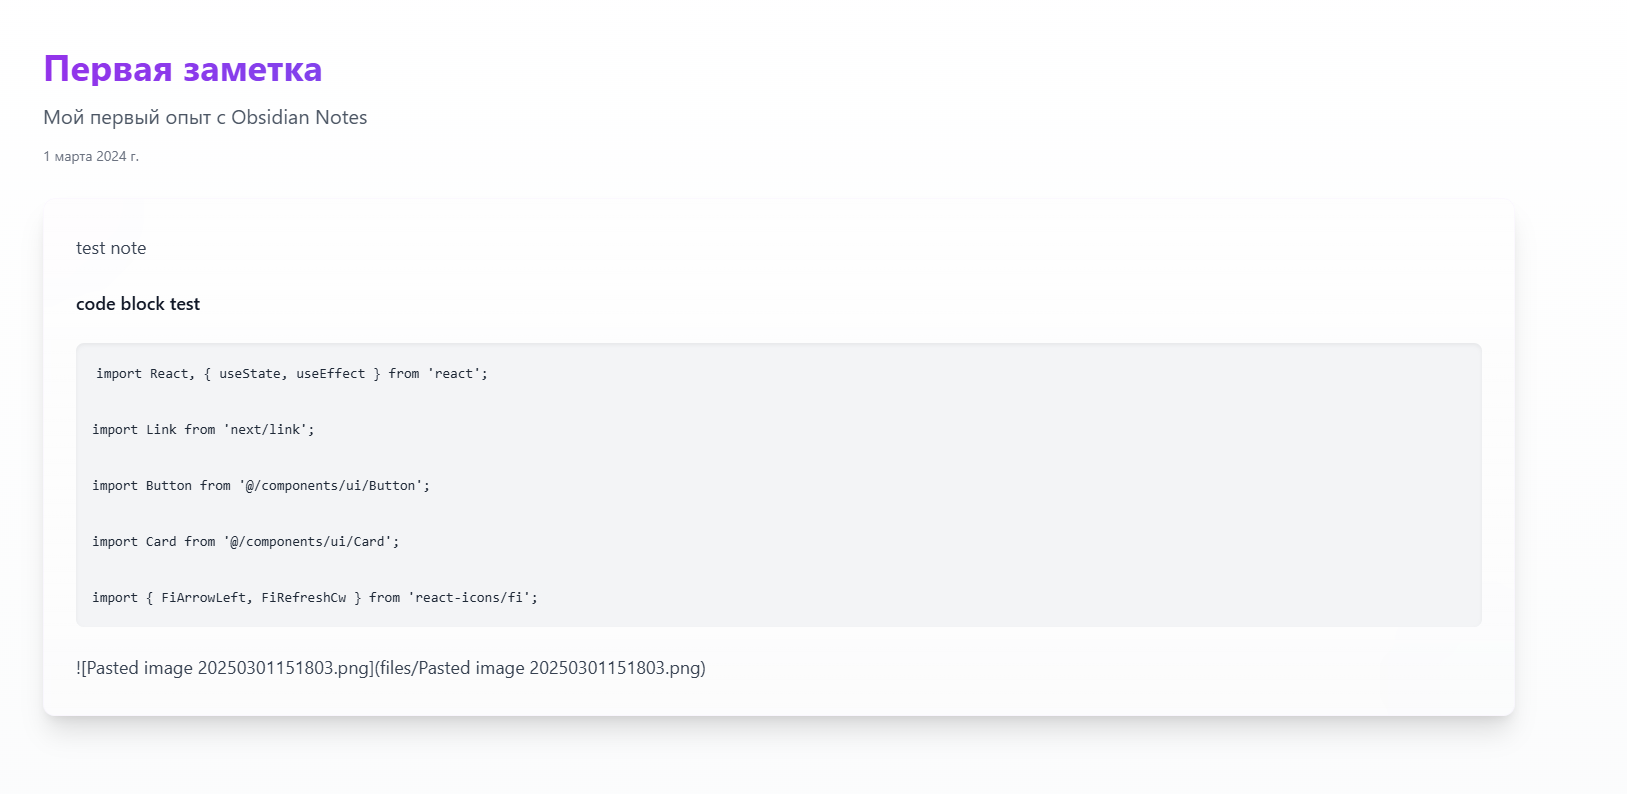 Первая заметка
Мой первый опыт с Obsidian Notes
1 марта 2024 г.
test note
code block test
import React, { useState, useEffect } from 'react';
import Link from 'next/link';
import Button from '@/components/ui/Button';
import Card from '@/components/ui/Card';
import { FiArrowLeft, FiRefreshCw } from 'react-icons/fi';
![Pasted image 20250301151803.png](files/Pasted image 20250301151803.png)